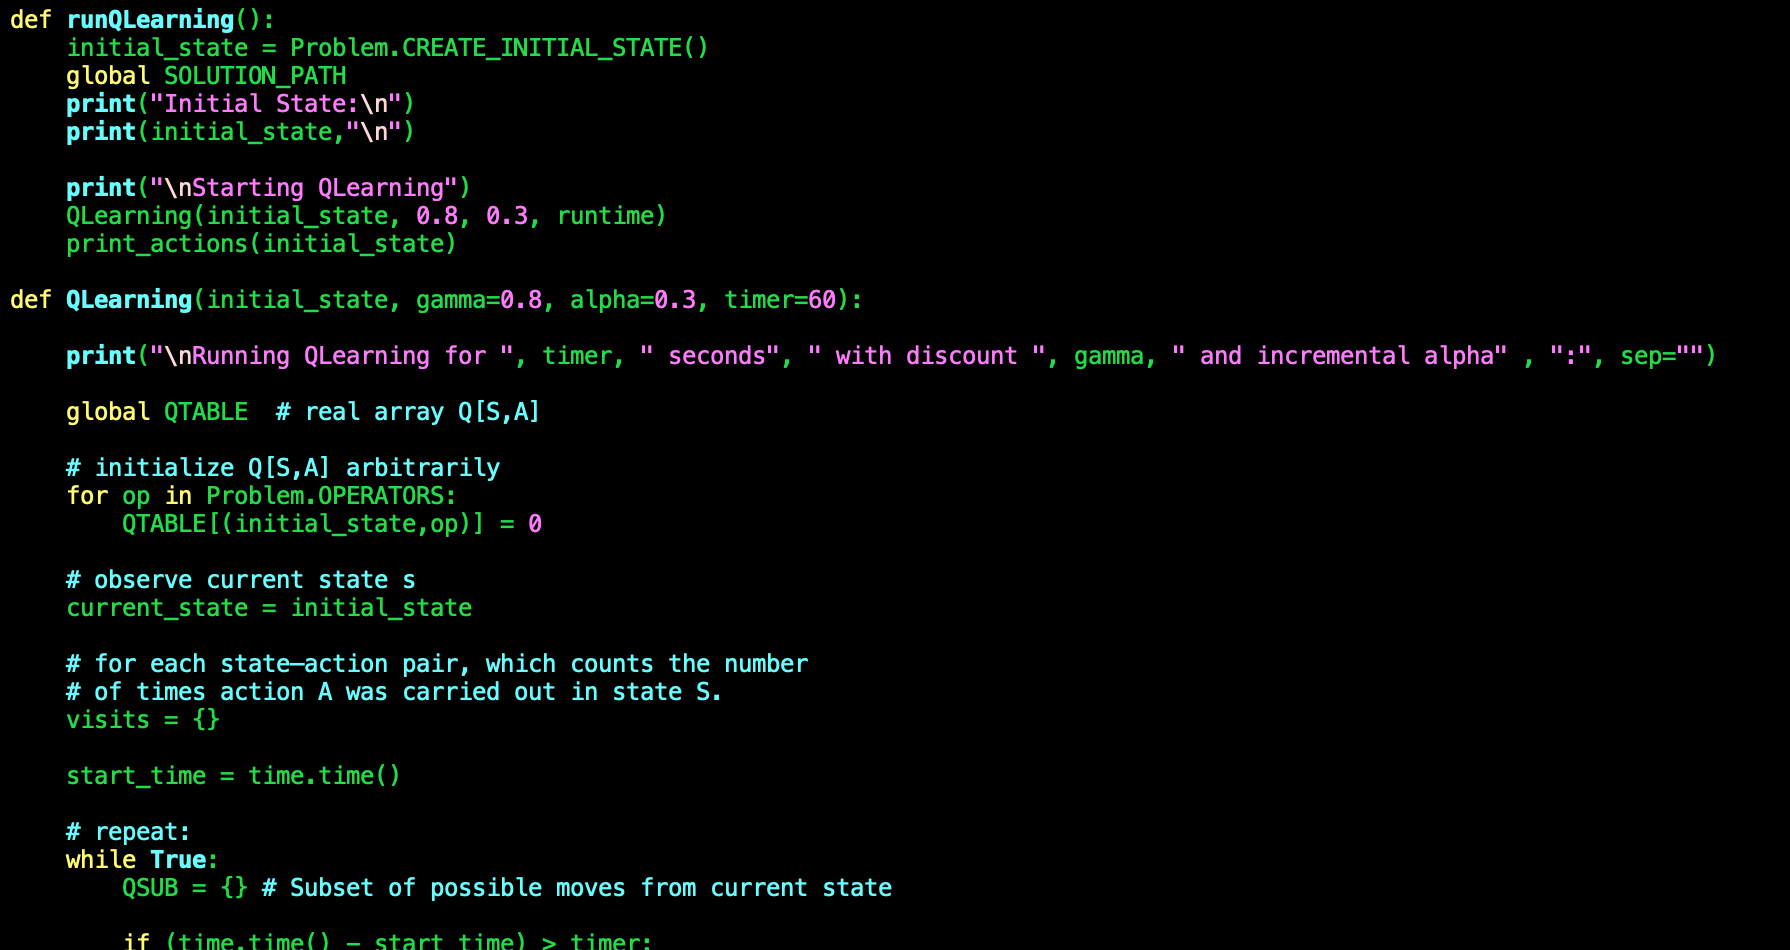 def runQLearning():
    initial_state = Problem.CREATE_INITIAL_STATE()
    global SOLUTION_PATH
    print("Initial State:\n")
    print(initial_state,"\n")

    print("\nStarting QLearning")
    QLearning(initial_state, 0.8, 0.3, runtime)
    print_actions(initial_state)

def QLearning(initial_state, gamma=0.8, alpha=0.3, timer=60):

    print("\nRunning QLearning for ", timer, " seconds", " with discount ", gamma, " and incremental alpha" , ":", sep="")

    global QTABLE  # real array Q[S,A]

    # initialize Q[S,A] arbitrarily
    for op in Problem.OPERATORS:
        QTABLE[(initial_state,op)] = 0

    # observe current state s
    current_state = initial_state

    # for each state–action pair, which counts the number
    # of times action A was carried out in state S.
    visits = {}

    start_time = time.time()

    # repeat:
    while True:
        QSUB = {} # Subset of possible moves from current state

        if (time.time() - start_time) > timer: